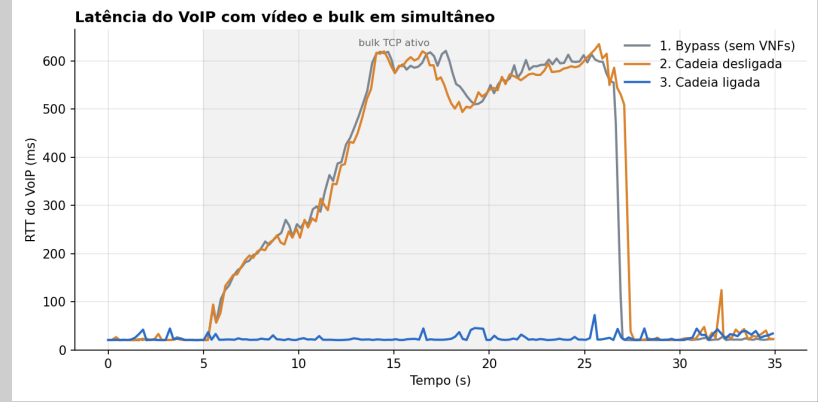 Latência do VoIP com vídeo e bulk em simultâneo
bulk TCP ativo
1. Bypass (sem VNFs)
2. Cadeia desligada
3. Cadeia ligada
RTT do VoIP (ms)
600
500
400
300
200
100
0
0 5 10 15 20 25 30 35
Tempo (s)